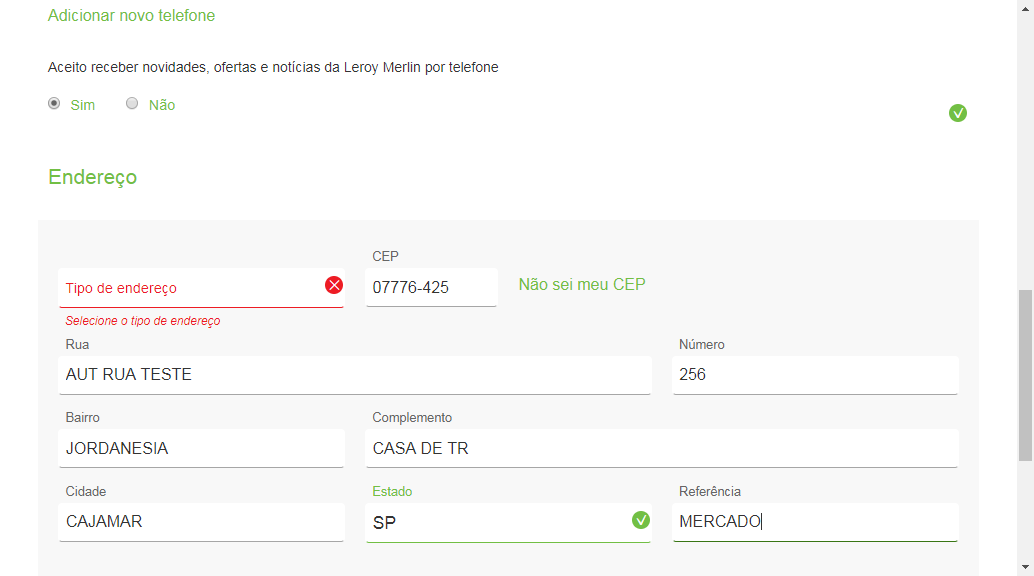 Adicionar novo telefone
Aceito receber novidades, ofertas e notícias da Leroy Merlin por telefone
Sim Não
Endereço
CEP
Tipo de endereço 07776-425 Não sei meu CEP
Selecione o tipo de endereço
Rua Número
AUT RUA TESTE 256
Bairro Complemento
JORDANESIA CASA DE TR
Cidade Estado Referência
CAJAMAR SP MERCADO